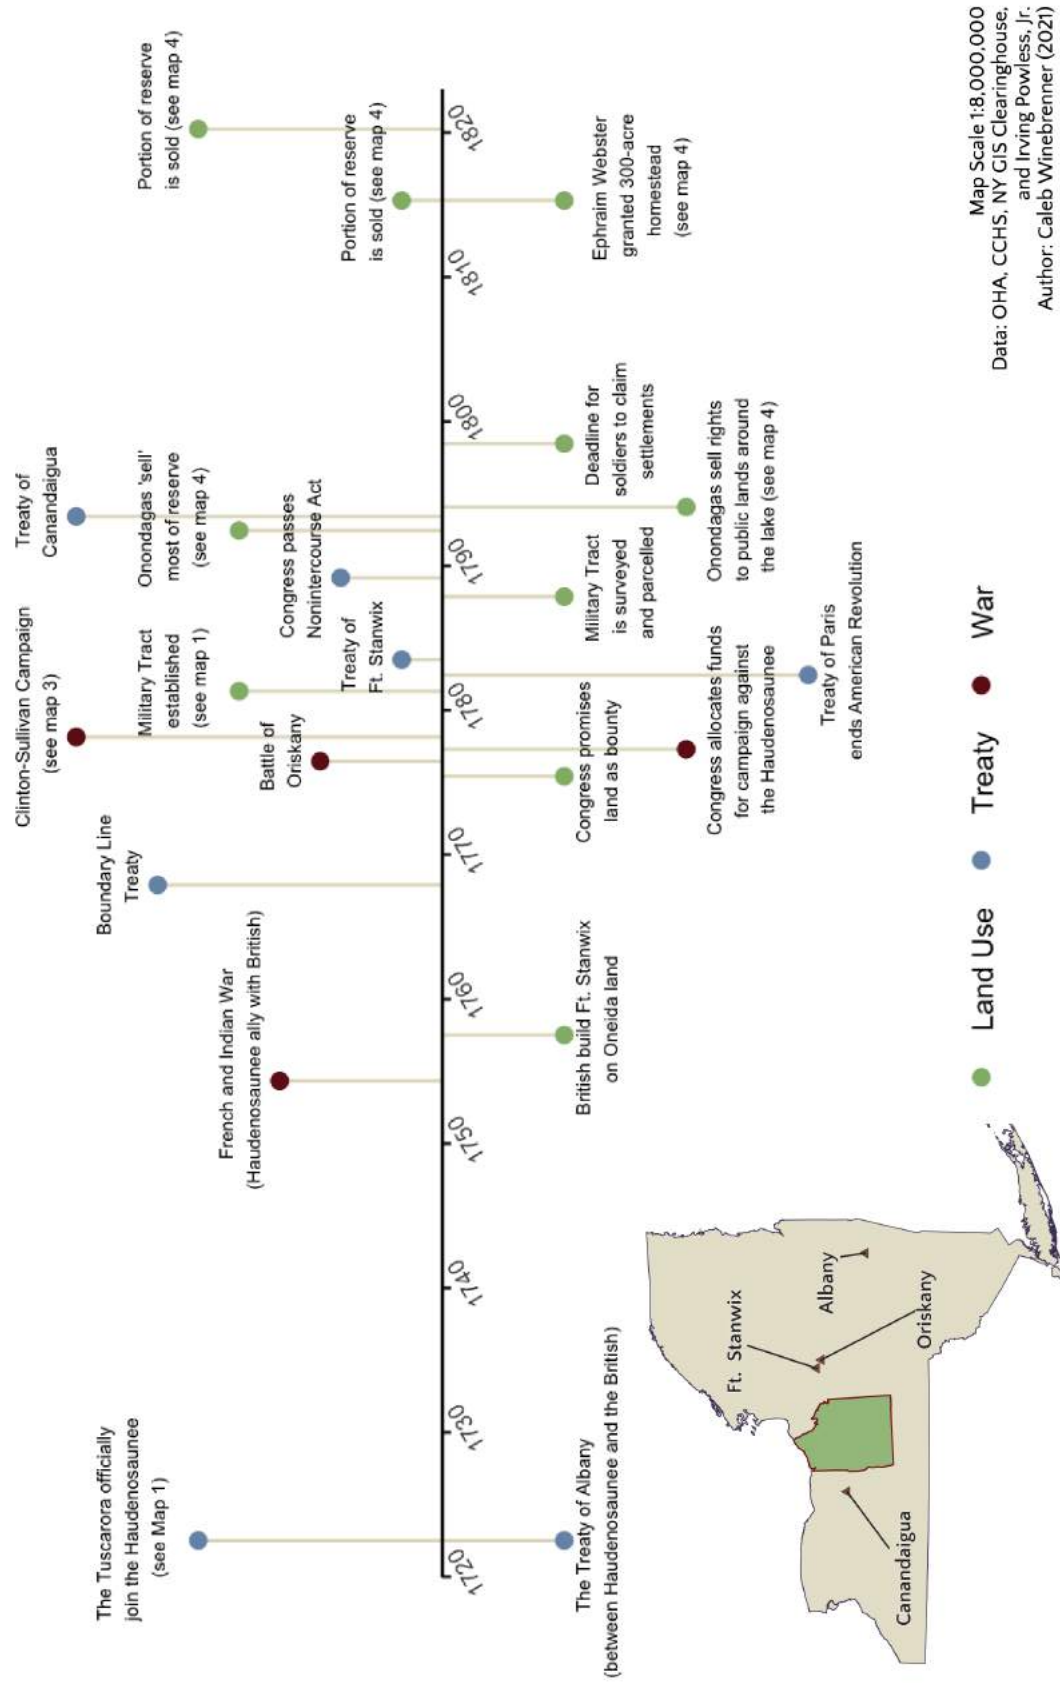 The Tuscarora officially
join the Haudenosaunee
(see Map 1)
French and Indian War
(Haudenosaunee ally with British)
Boundary Line
Treaty
Clinton-Sullivan Campaign
(see map 3)
Battle of
Oriskany
Military Tract
established
(see map 1)
Treaty of
Ft. Stanwix
Congress passes
Nonintercourse Act
Onondagas 'sell'
most of reserve
(see map 4)
Treaty of
Canandaigua
Portion of reserve
is sold (see map 4)
Portion of reserve
is sold (see map 4)
1720
1730
1740
1750
1760
1770
1780
1790
1800
1810
1820
The Treaty of Albany
(between Haudenosaunee and the British)
British build Ft. Stanwix
on Oneida land
Congress promises
land as bounty
Congress allocates funds
for campaign against
the Haudenosaunee
Treaty of Paris
ends American Revolution
Military Tract
is surveyed
and parcelled
Onondagas sell rights
to public lands around
the lake (see map 4)
Deadline for
soldiers to claim
settlements
Ephraim Webster
granted 300-acre
homestead
(see map 4)
Ft. Stanwix
Albany
Oriskany
Canandaigua
Land Use
Treaty
War
Map Scale 1:8,000,000
Data: OHA, CCHS, NY GIS Clearinghouse,
and Irving Powless, Jr.
Author: Caleb Winebrenner (2021)